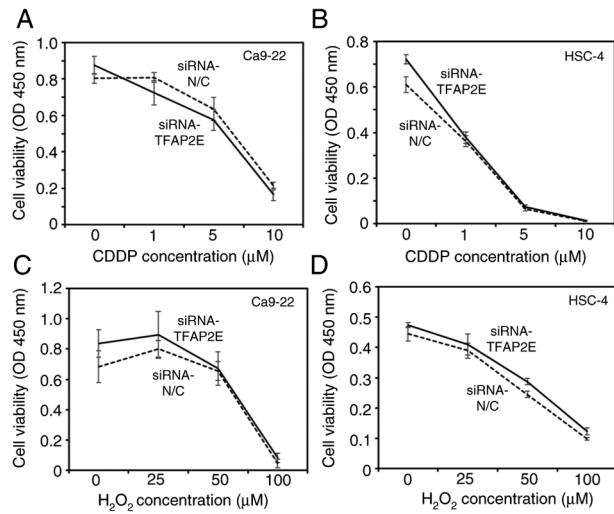 A
Ca9-22
siRNA-
N/C
siRNA-
TFAP2E
Cell viability (OD 450 nm)
1.0
0.8
0.6
0.4
0.2
0
0 1 5 10
CDDP concentration (μM)
B
HSC-4
siRNA-
TFAP2E
siRNA-
N/C
Cell viability (OD 450 nm)
0.8
0.6
0.4
0.2
0
0 1 5 10
CDDP concentration (μM)
C
Ca9-22
siRNA-
TFAP2E
siRNA-
N/C
Cell viability (OD 450 nm)
1.2
1.0
0.8
0.6
0.4
0.2
0
0 25 50 100
H₂O₂ concentration (μM)
D
HSC-4
siRNA-
TFAP2E
siRNA-
N/C
Cell viability (OD 450 nm)
0.6
0.5
0.4
0.3
0.2
0.1
0
0 25 50 100
H₂O₂ concentration (μM)